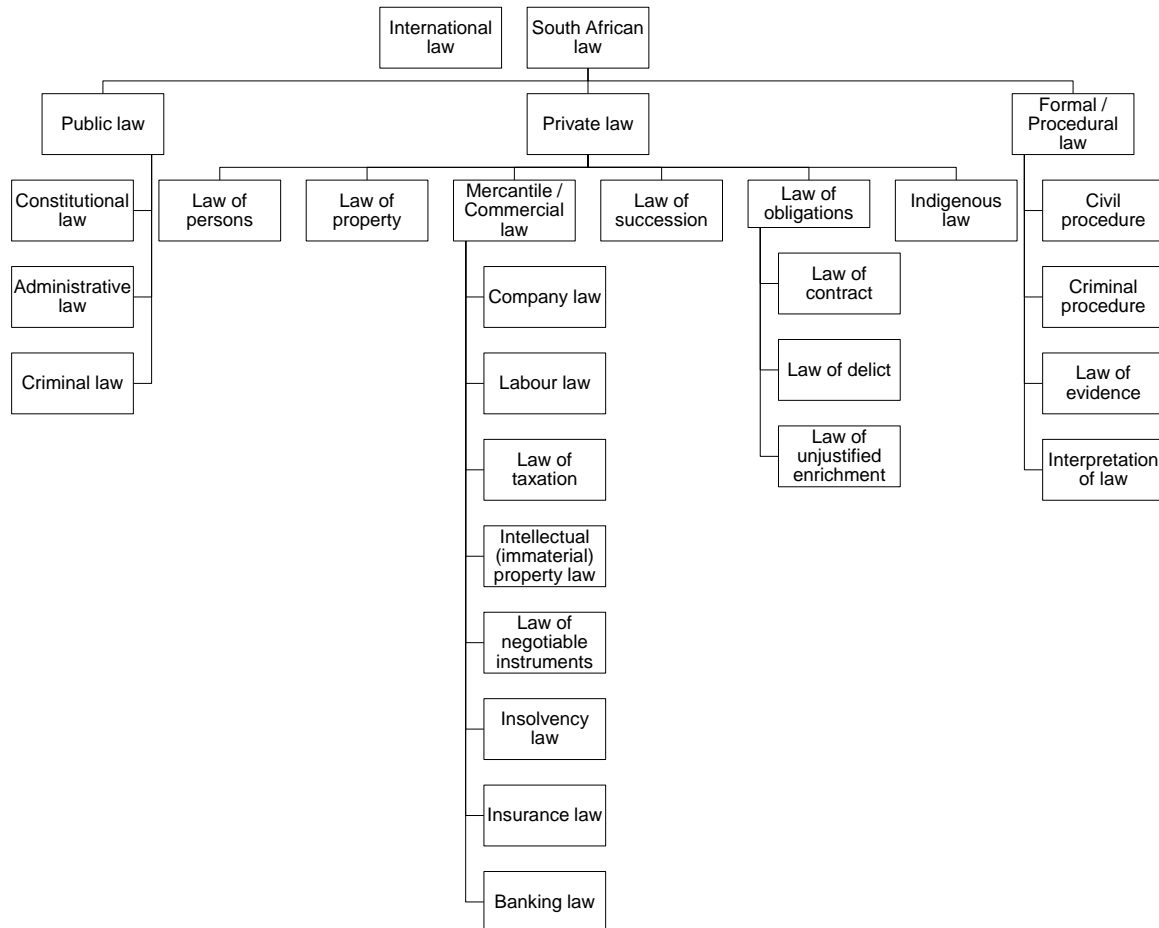 International
law
South African
law
Public law
Private law
Formal /
Procedural
law
Constitutional
law
Administrative
law
Criminal law
Law of
persons
Law of
property
Mercantile /
Commercial
law
Law of
succession
Law of
obligations
Indigenous
law
Company law
Labour law
Law of
taxation
Intellectual
(immaterial)
property law
Law of
negotiable
instruments
Insolvency
law
Insurance law
Banking law
Law of
contract
Law of delict
Law of
unjustified
enrichment
Civil
procedure
Criminal
procedure
Law of
evidence
Interpretation
of law